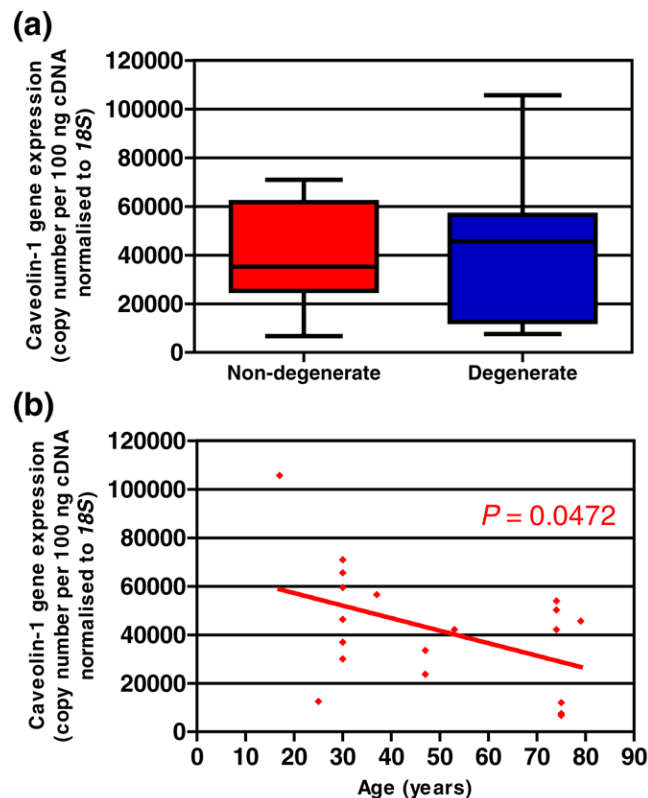 (a)
Caveolin-1 gene expression
(copy number per 100 ng cDNA
normalised to 18S)
120000
100000
80000
60000
40000
20000
0
Non-degenerate
Degenerate
(b)
Caveolin-1 gene expression
(copy number per 100 ng cDNA
normalised to 18S)
120000
100000
80000
60000
40000
20000
0
P = 0.0472
0 10 20 30 40 50 60 70 80 90
Age (years)